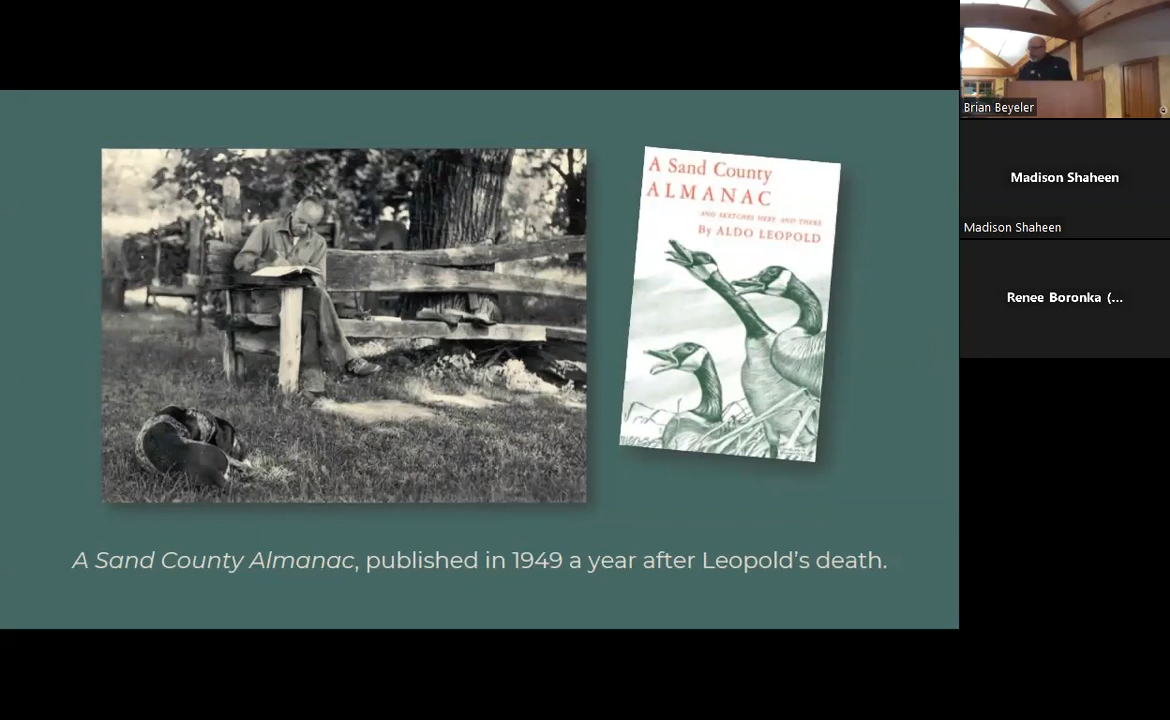 A Sand County
ALMANAC
AND SKETCHES HERE AND THERE
By ALDO LEOPOLD
A Sand County Almanac, published in 1949 a year after Leopold's death.
Brian Beyeler
Madison Shaheen
Madison Shaheen
Renee Boronka (...